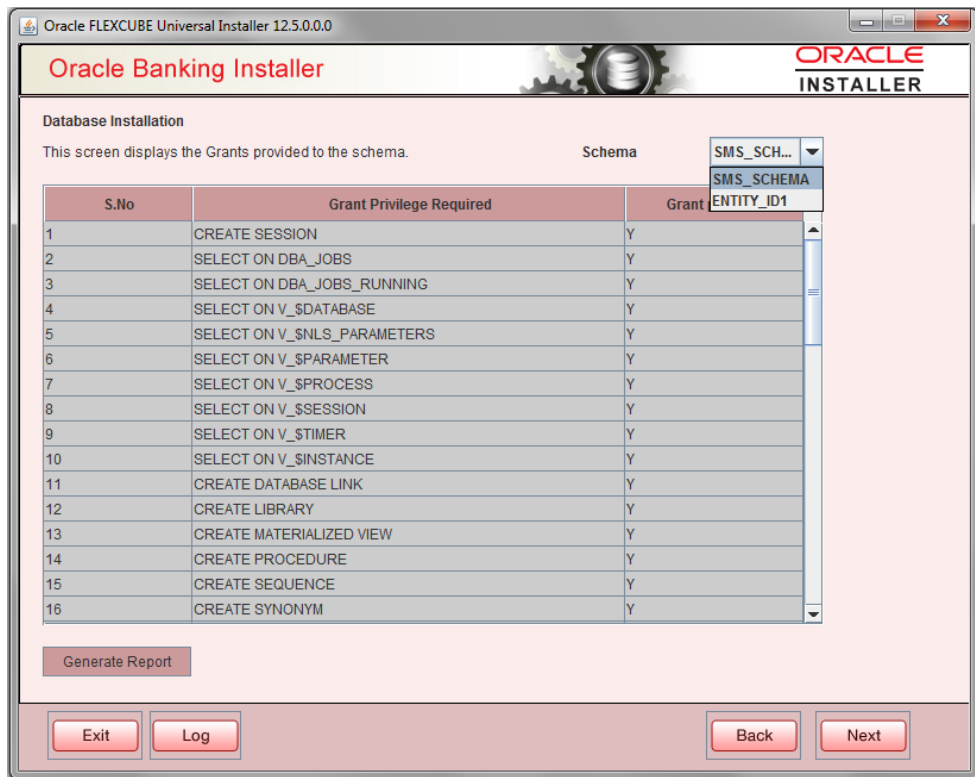 Oracle FLEXCUBE Universal Installer 12.5.0.0.0
Oracle Banking Installer
ORACLE
INSTALLER
Database Installation
This screen displays the Grants provided to the schema. Schema SMS_SCH...
SMS_SCHEMA
ENTITY_ID1
S.No Grant Privilege Required Grant
1 CREATE SESSION Y
2 SELECT ON DBA_JOBS Y
3 SELECT ON DBA_JOBS_RUNNING Y
4 SELECT ON V_$DATABASE Y
5 SELECT ON V_$NLS_PARAMETERS Y
6 SELECT ON V_$PARAMETER Y
7 SELECT ON V_$PROCESS Y
8 SELECT ON V_$SESSION Y
9 SELECT ON V_$TIMER Y
10 SELECT ON V_$INSTANCE Y
11 CREATE DATABASE LINK Y
12 CREATE LIBRARY Y
13 CREATE MATERIALIZED VIEW Y
14 CREATE PROCEDURE Y
15 CREATE SEQUENCE Y
16 CREATE SYNONYM Y
Generate Report
Exit Log Back Next